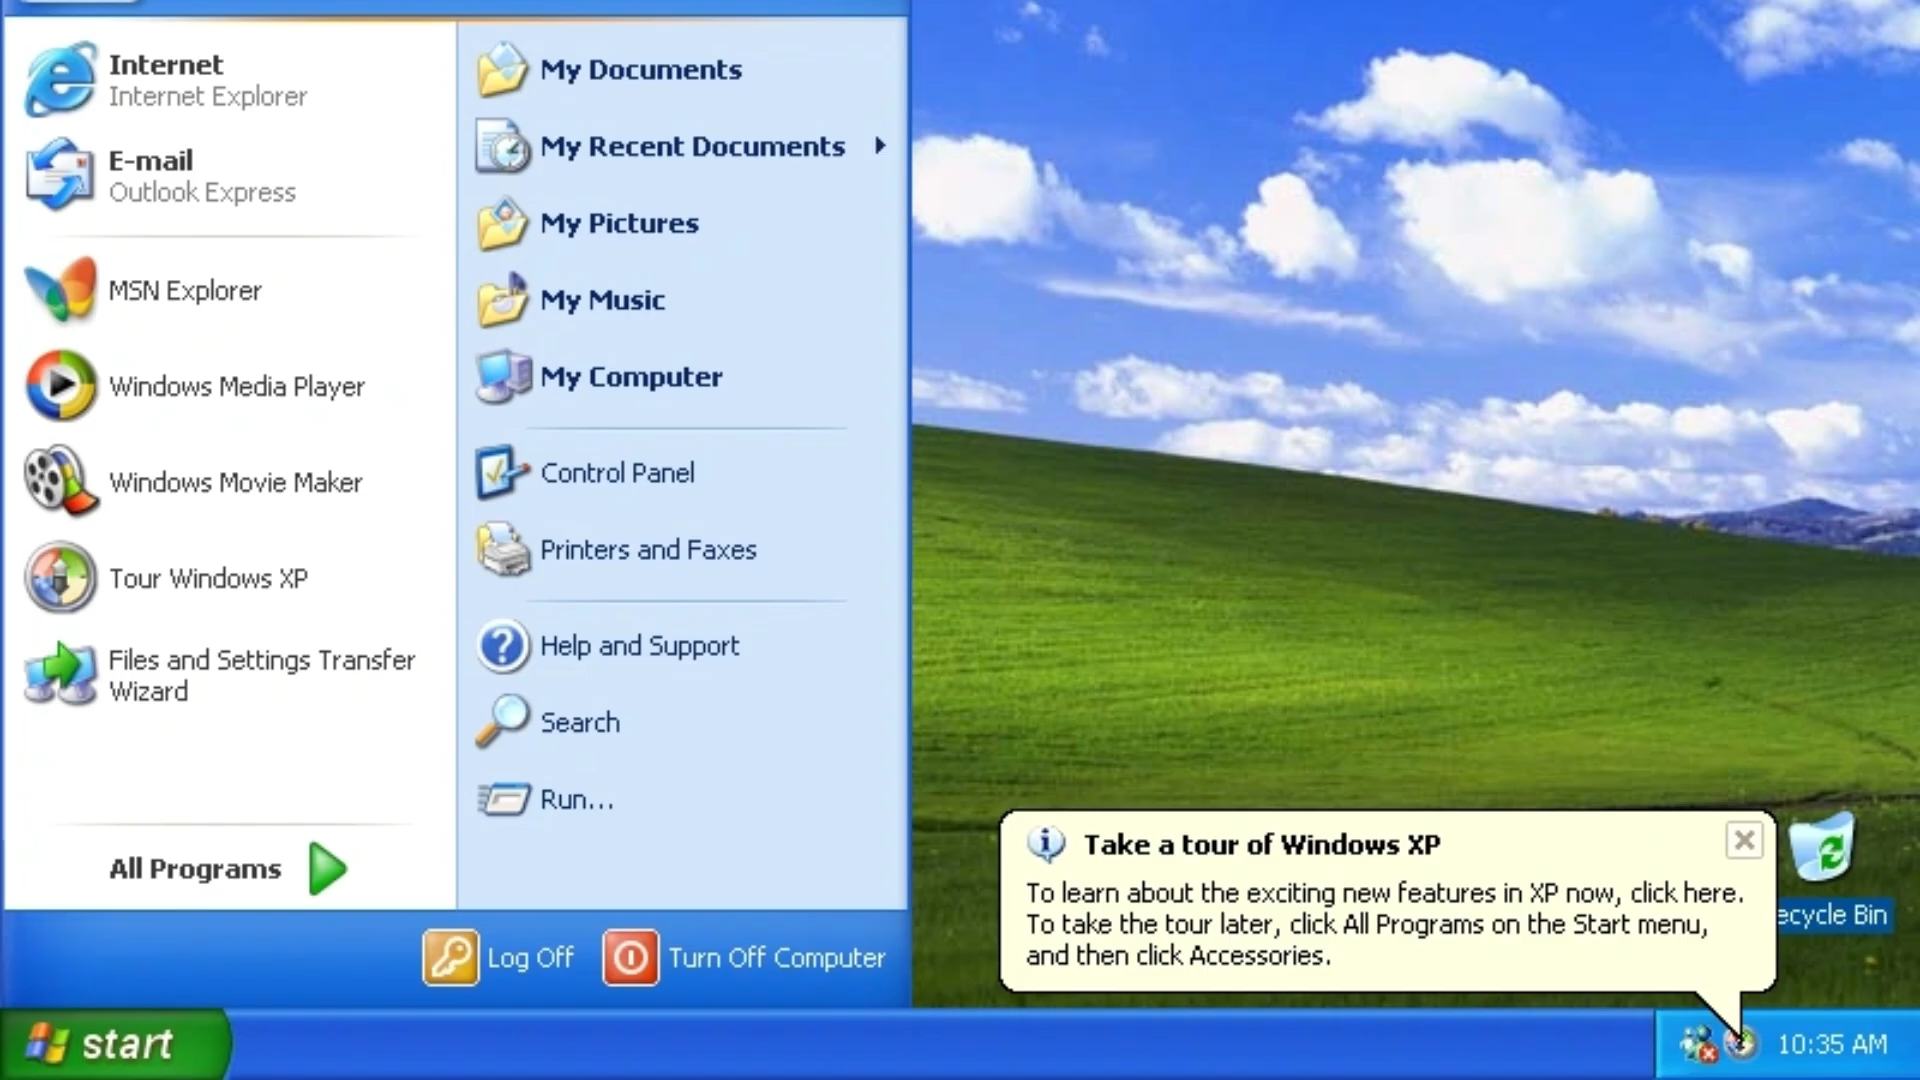 Internet
Internet Explorer
E-mail
Outlook Express
MSN Explorer
Windows Media Player
Windows Movie Maker
Tour Windows XP
Files and Settings Transfer
Wizard
All Programs
My Documents
My Recent Documents
My Pictures
My Music
My Computer
Control Panel
Printers and Faxes
Help and Support
Search
Run...
Log Off
Turn Off Computer
Take a tour of Windows XP
To learn about the exciting new features in XP now, click here.
To take the tour later, click All Programs on the Start menu,
and then click Accessories.
ecycle Bin
start
10:35 AM